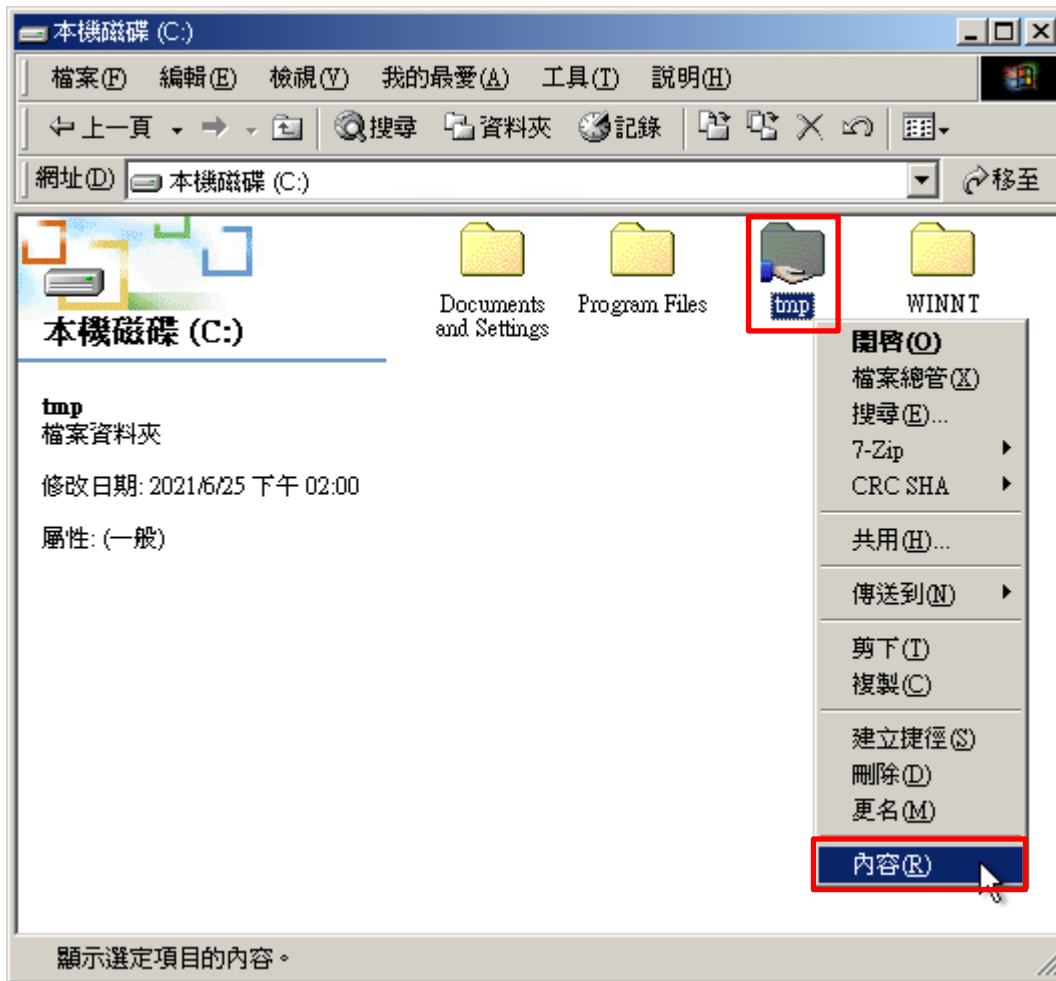 本機磁碟 (C:)
檔案(F) 編輯(E) 檢視(V) 我的最愛(A) 工具(T) 說明(H)
上一頁 搜尋 資料夾 記錄
網址(D) 本機磁碟 (C:) 移至
Documents and Settings
Program Files
tmp
WINNT
本機磁碟 (C:)
tmp
檔案資料夾
修改日期: 2021/6/25 下午 02:00
屬性: (一般)
開啓(O)
檔案總管(X)
搜尋(E)...
7-Zip
CRC SHA
共用(H)...
傳送到(N)
剪下(T)
複製(C)
建立捷徑(S)
刪除(D)
更名(M)
內容(R)
顯示選定項目的內容。